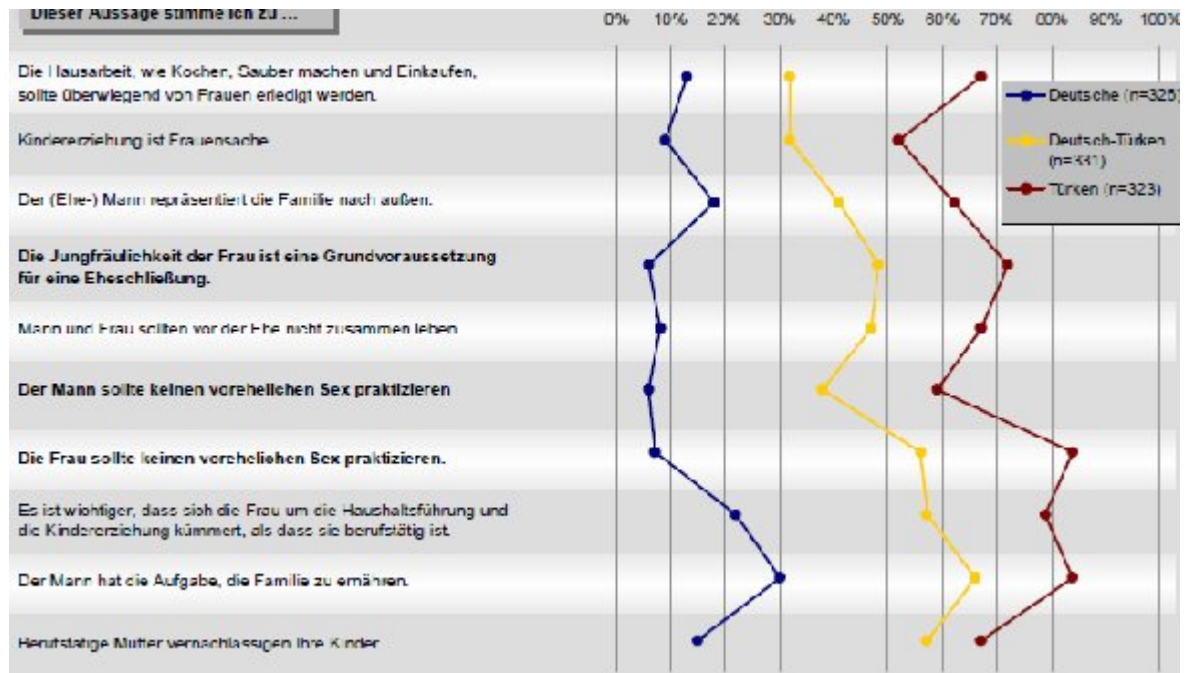 Dieser Aussage stimme ich zu ...
0% 10% 20% 30% 40% 50% 60% 70% 80% 90% 100%
Die Hausarbeit, wie Kochen, Sauber machen und Einkaufen,
sollte überwiegend von Frauen erledigt werden.
Deutsche (n=326)
Kindererziehung ist Frauensache
Deutsch-Türken
(n=331)
Der (Ehe-) Mann repräsentiert die Familie nach außen.
Türken (n=323)
Die Jungfräulichkeit der Frau ist eine Grundvoraussetzung
für eine Eheschließung.
Mann und Frau sollten vor der Ehe nicht zusammen leben
Der Mann sollte keinen vorehelichen Sex praktizieren
Die Frau sollte keinen vorehelichen Sex praktizieren.
Es ist wichtiger, dass sich die Frau um die Haushaltsführung und
die Kindererziehung kümmert, als dass sie berufstätig ist.
Der Mann hat die Aufgabe, die Familie zu ernähren.
Berufstätige Mütter vernachlässigen ihre Kinder